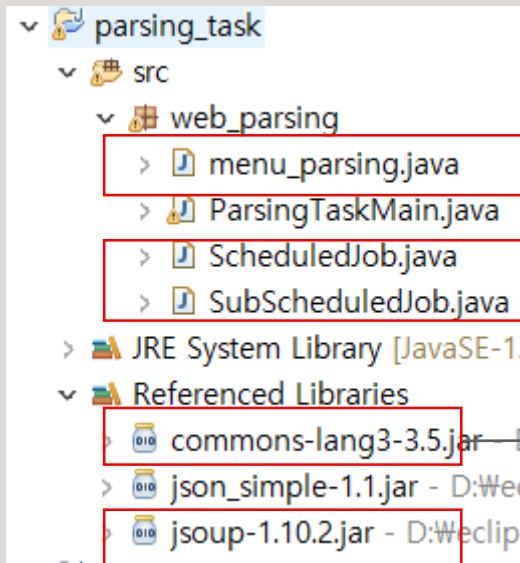 parsing_task
src
web_parsing
menu_parsing.java
ParsingTaskMain.java
ScheduledJob.java
SubScheduledJob.java
JRE System Library [JavaSE-1.
Referenced Libraries
commons-lang3-3.5.jar -
json_simple-1.1.jar - D:₩ec
jsoup-1.10.2.jar - D:₩eclip